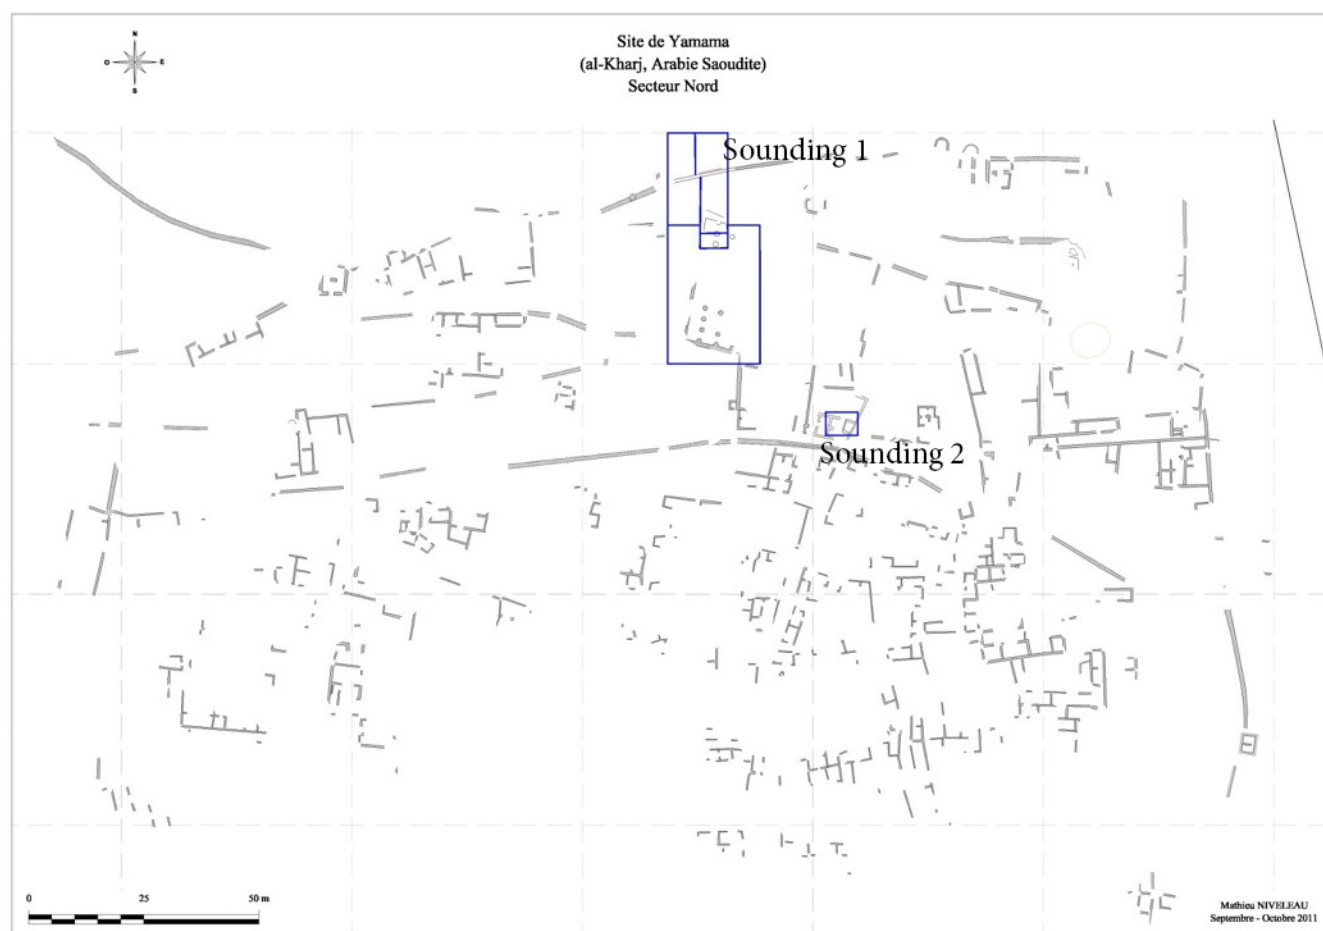 N
O E
S
Site de Yamama
(al-Kharj, Arabie Saoudite)
Secteur Nord
Sounding 1
Sounding 2
0 25 50 m
Mathieu NIVELEAU
Septembre - Octobre 2011